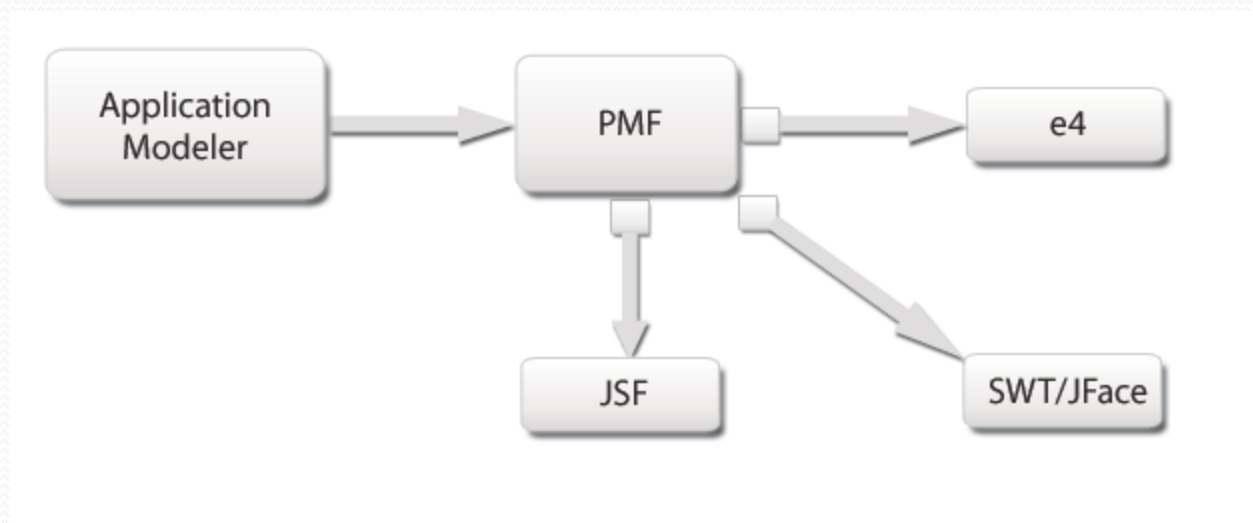 Application
Modeler
PMF
e4
JSF
SWT/JFace